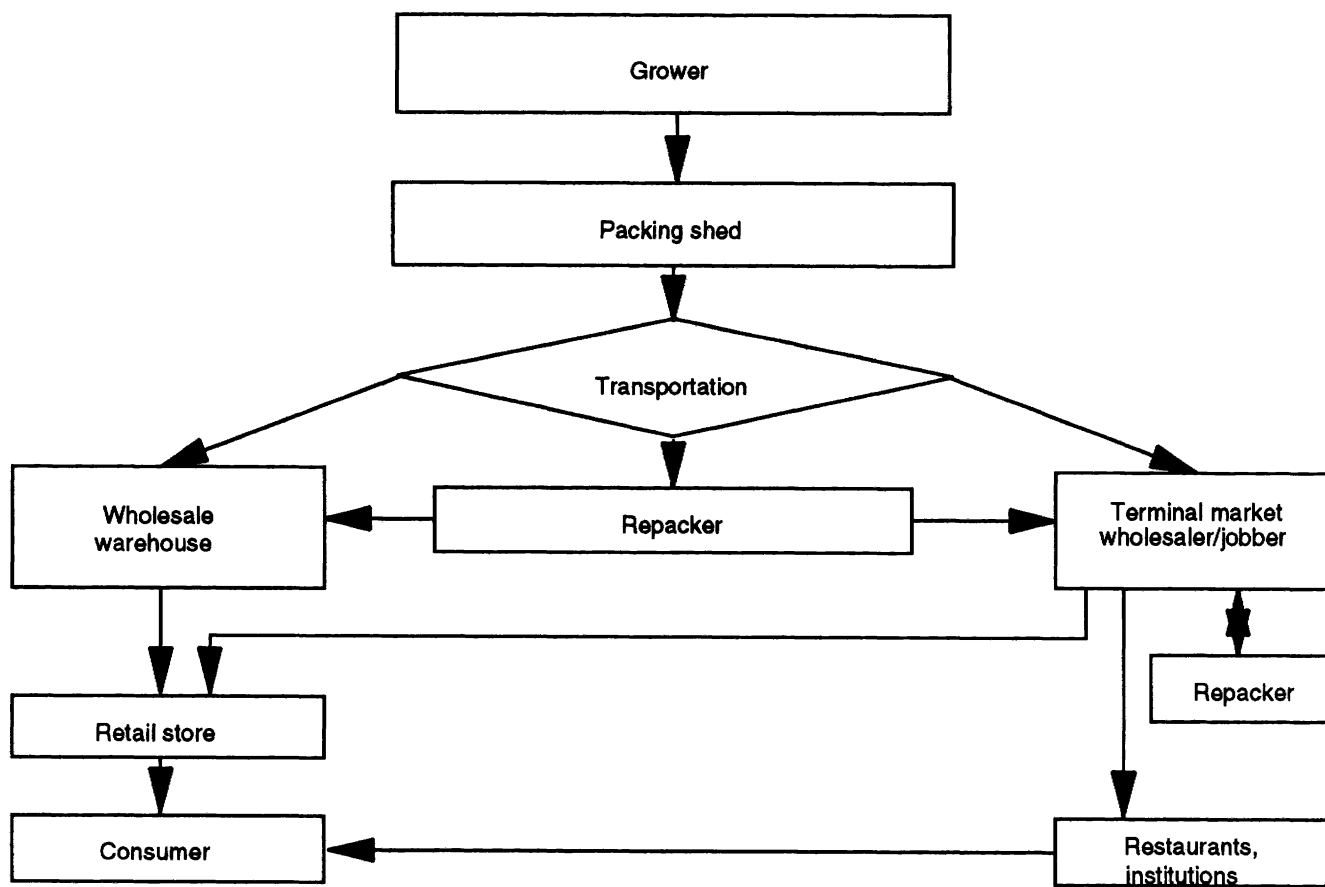 Grower
Packing shed
Transportation
Wholesale
warehouse
Repacker
Terminal market
wholesaler/jobber
Repacker
Retail store
Consumer
Restaurants,
institutions